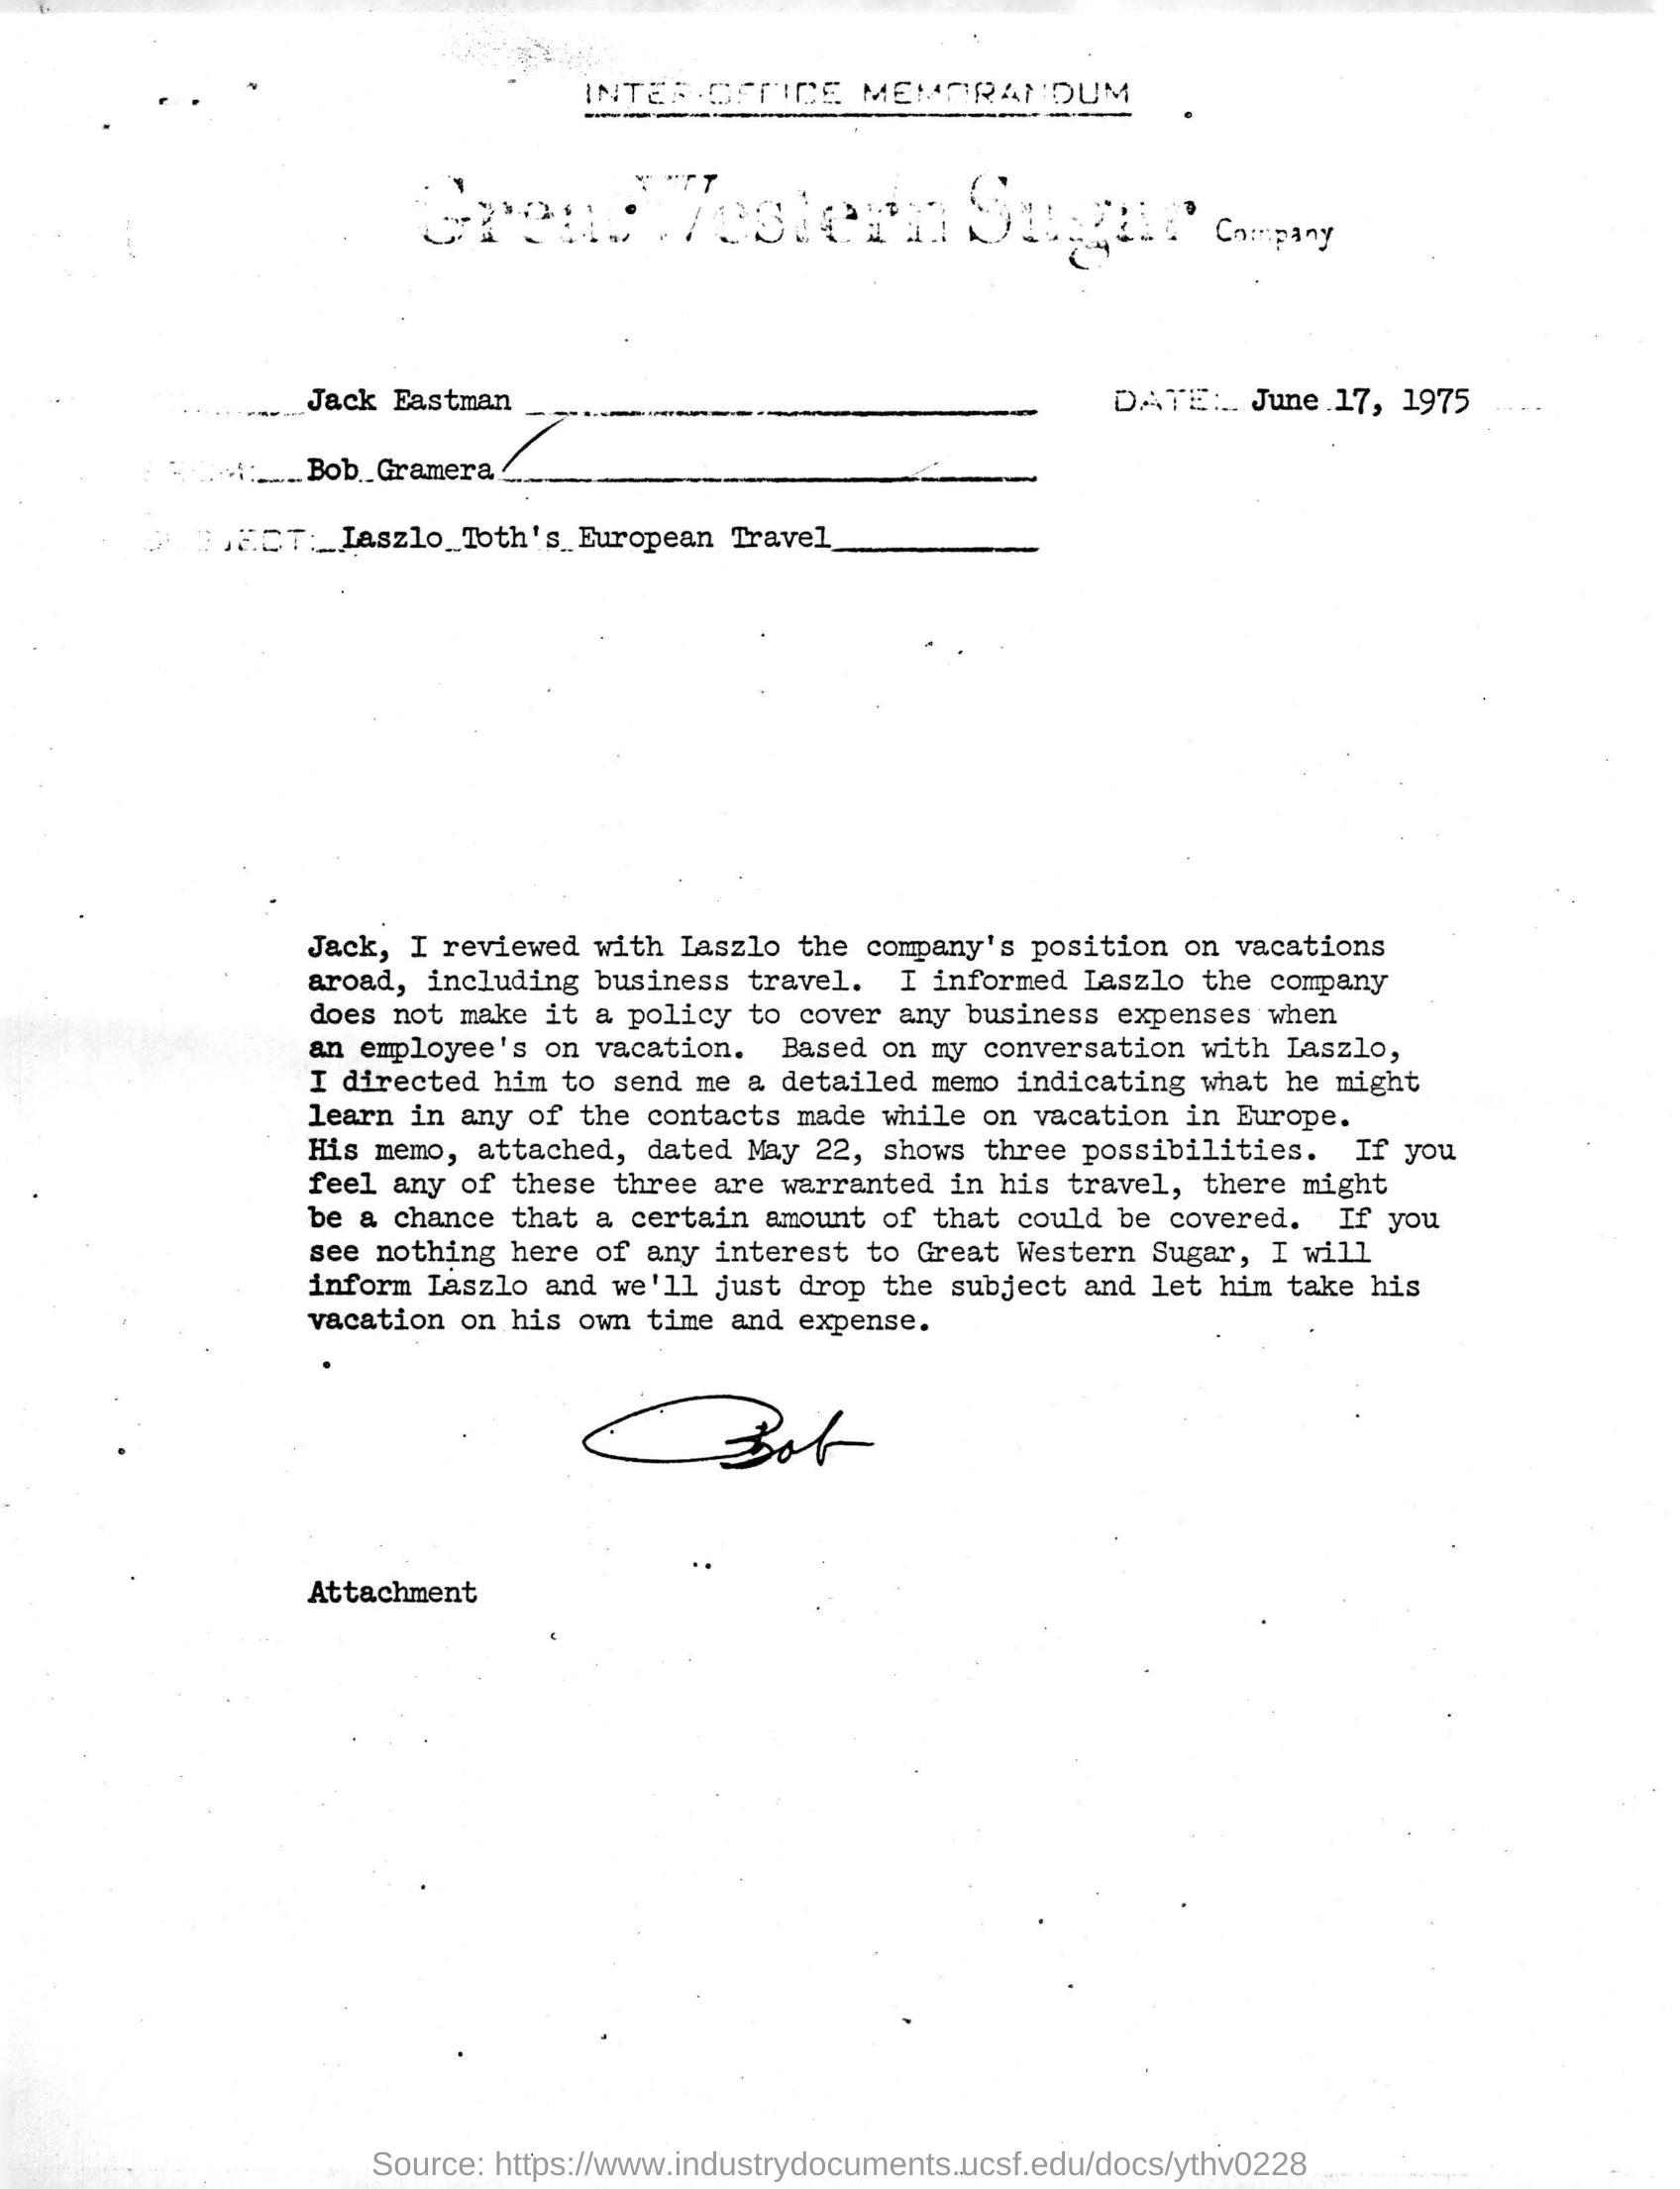 INTER-OFFICE MEMORANDUM
Great Western Sugar Company
Jack Eastman DATE: June 17, 1975
FROM: Bob Gramera
SUBJECT: Laszlo Toth's European Travel
Jack, I reviewed with Laszlo the company's position on vacations
aroad, including business travel. I informed Laszlo the company
does not make it a policy to cover any business expenses when
an employee's on vacation. Based on my conversation with Laszlo,
I directed him to send me a detailed memo indicating what he might
learn in any of the contacts made while on vacation in Europe.
His memo, attached, dated May 22, shows three possibilities. If you
feel any of these three are warranted in his travel, there might
be a chance that a certain amount of that could be covered. If you
see nothing here of any interest to Great Western Sugar, I will
inform Laszlo and we'll just drop the subject and let him take his
vacation on his own time and expense.
Bob
Attachment
Source: https://www.industrydocuments.ucsf.edu/docs/ythv0228